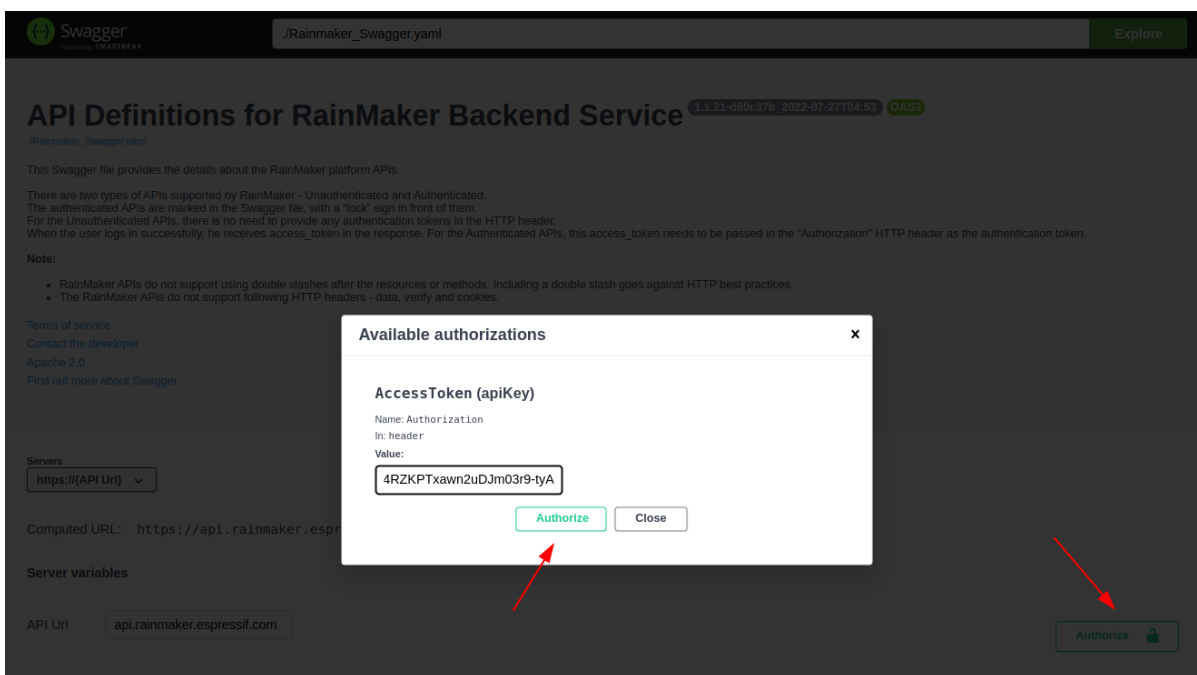 Swagger.
Supported by SMARTBEAR
./Rainmaker_Swagger.yaml
Explore
API Definitions for RainMaker Backend Service
1.1.21-d60c37b_2022-07-27T04:53
OAS3
./Rainmaker_Swagger.yaml
This Swagger file provides the details about the RainMaker platform APIs.
There are two types of APIs supported by RainMaker - Unauthenticated and Authenticated.
The authenticated APIs are marked in the Swagger file, with a "lock" sign in front of them.
For the Unauthenticated APIs, there is no need to provide any authentication tokens in the HTTP header.
When the user logs in successfully, he receives access_token in the response. For the Authenticated APIs, this access_token needs to be passed in the "Authorization" HTTP header as the authentication token.
Note:
RainMaker APIs do not support using double slashes after the resources or methods. Including a double slash goes against HTTP best practices.
The RainMaker APIs do not support following HTTP headers - data, verify and cookies.
Terms of service
Contact the developer
Apache 2.0
Find out more about Swagger
Available authorizations
x
AccessToken (apiKey)
Name: Authorization
In: header
Value:
4RZKPTxawn2uDJm03r9-tyA
Authorize
Close
Servers
https://{API Url}
Computed URL: https://api.rainmaker.espr
Server variables
API Url
api.rainmaker.espressif.com
Authorize